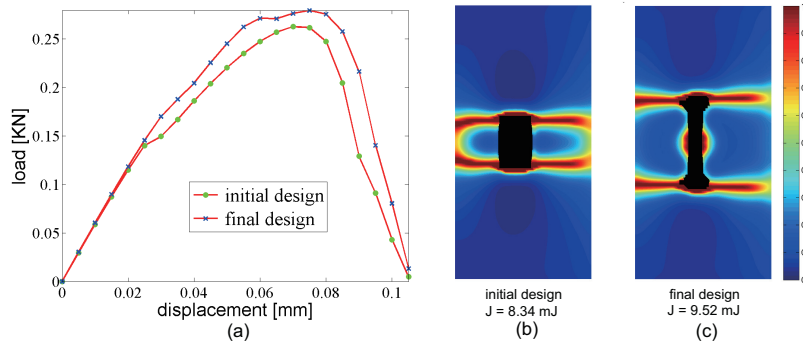 0.25
0.2
0.15
0.1
0.05
0
0 0.02 0.04 0.06 0.08 0.1
load [KN]
displacement [mm]
initial design
final design
(a)
initial design
J = 8.34 mJ
(b)
final design
J = 9.52 mJ
(c)